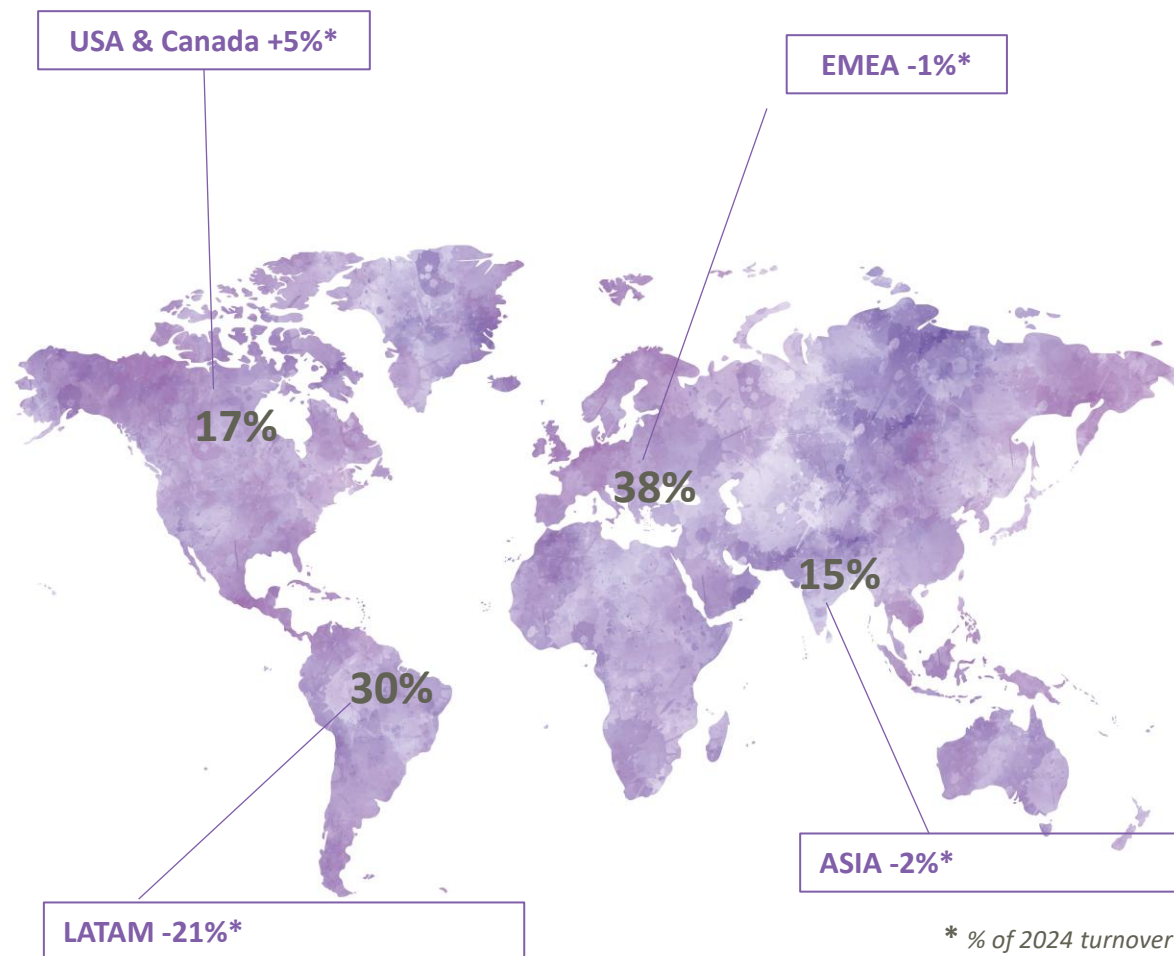 USA & Canada +5%*
EMEA -1%*
17%
38%
15%
30%
ASIA -2%*
LATAM -21%*
* % of 2024 turnover